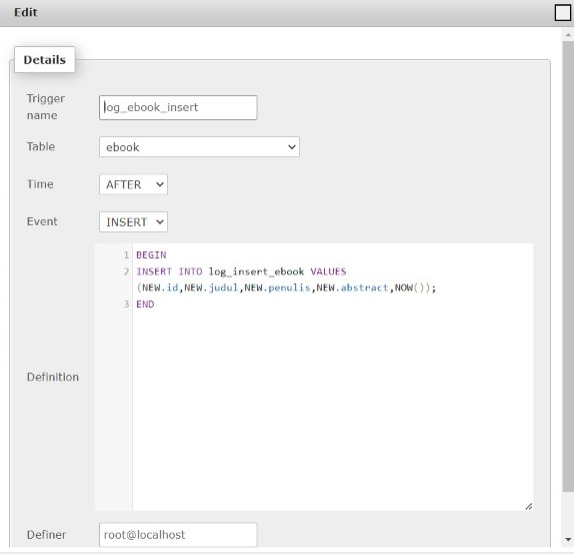 Edit
Details
Trigger
name
log_ebook_insert
Table
ebook
Time
AFTER
Event
INSERT
1 BEGIN
2 INSERT INTO log_insert_ebook VALUES
(NEW.id,NEW.judul,NEW.penulis,NEW.abstract,NOW());
3 END
Definition
Definer
root@localhost